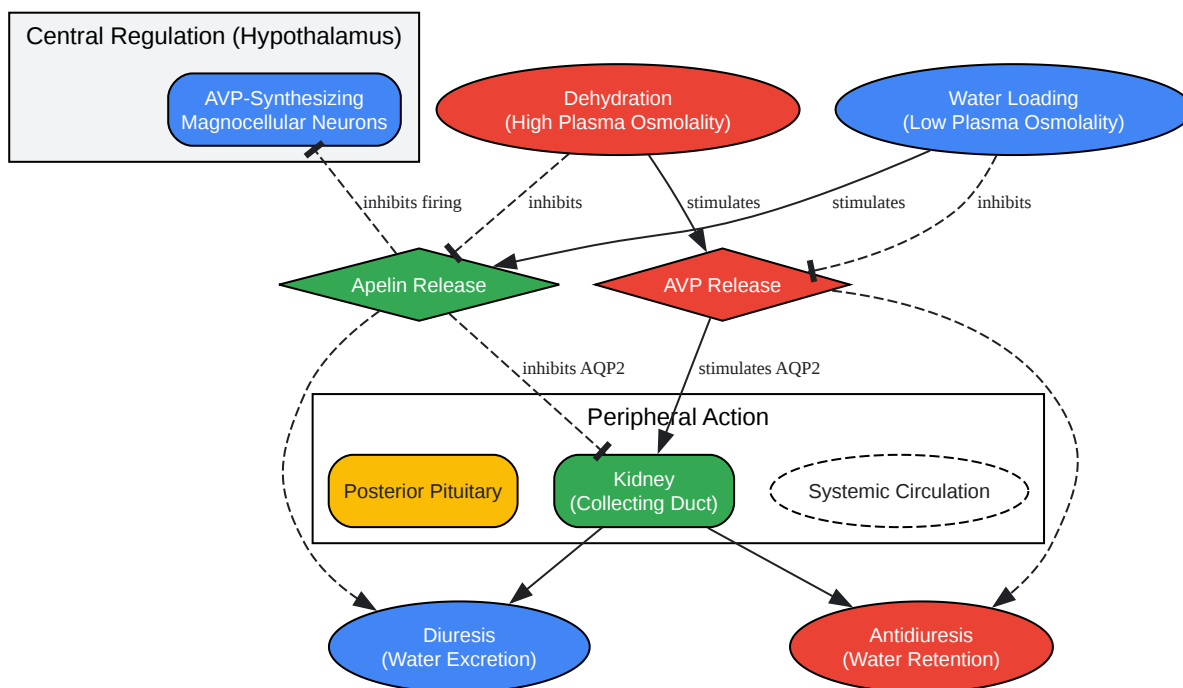 Central Regulation (Hypothalamus)
AVP-Synthesizing
Magnocellular Neurons
Dehydration
(High Plasma Osmolality)
Water Loading
(Low Plasma Osmolality)
inhibits firing
inhibits
stimulates
stimulates
inhibits
Apelin Release
AVP Release
inhibits AQP2
stimulates AQP2
Peripheral Action
Posterior Pituitary
Kidney
(Collecting Duct)
Systemic Circulation
Diuresis
(Water Excretion)
Antidiuresis
(Water Retention)